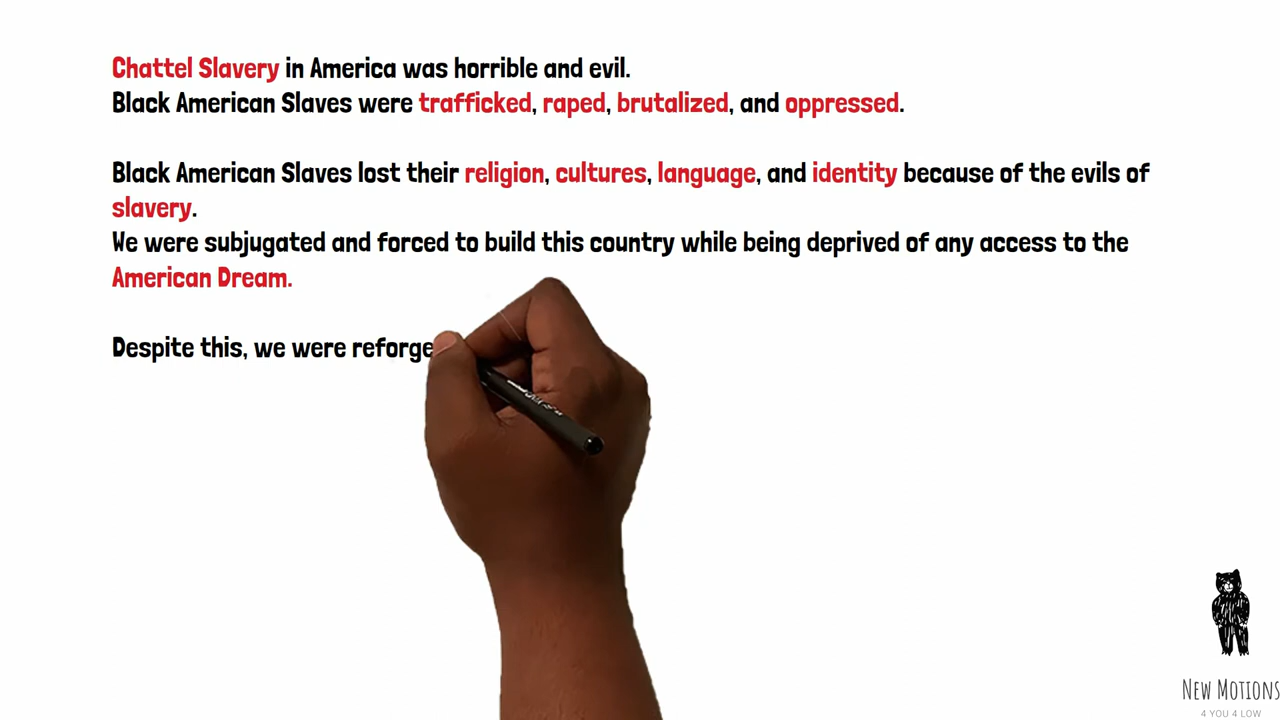 Chattel Slavery in America was horrible and evil.
Black American Slaves were trafficked, raped, brutalized, and oppressed.
Black American Slaves lost their religion, cultures, language, and identity because of the evils of
slavery.
We were subjugated and forced to build this country while being deprived of any access to the
American Dream.
Despite this, we were reforge
New Motions
4 YOU 4 LOW